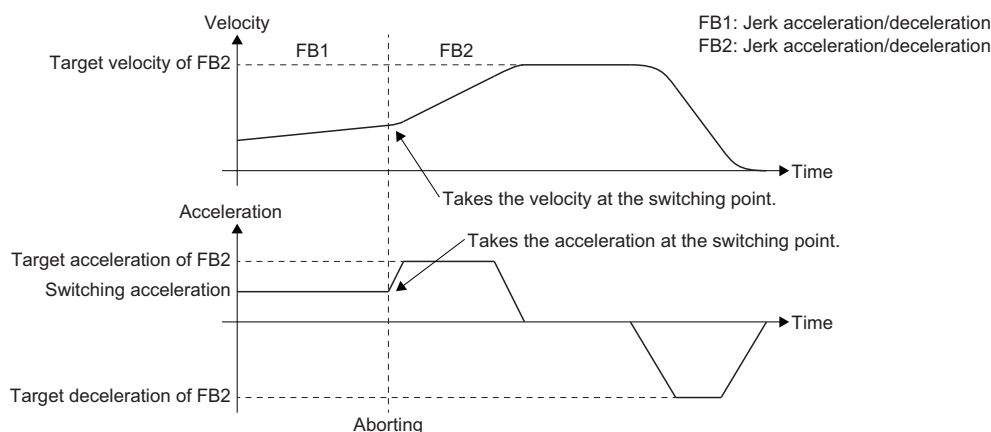 Velocity
FB1: Jerk acceleration/deceleration
FB2: Jerk acceleration/deceleration
FB1
FB2
Target velocity of FB2
Time
Takes the velocity at the switching point.
Acceleration
Takes the acceleration at the switching point.
Target acceleration of FB2
Switching acceleration
Time
Target deceleration of FB2
Aborting